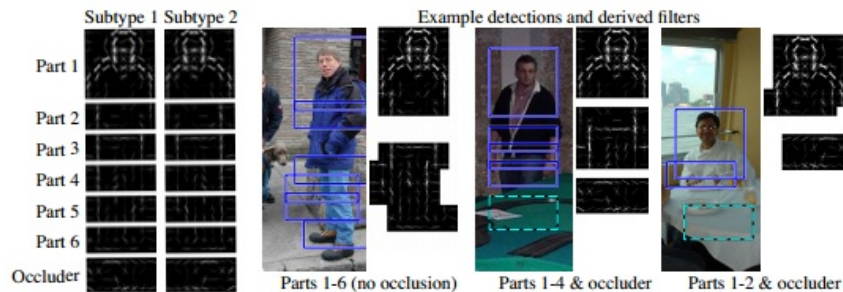 Subtype 1 Subtype 2 Example detections and derived filters
Part 1
Part 2
Part 3
Part 4
Part 5
Part 6
Occluder
Parts 1-6 (no occlusion) Parts 1-4 & occluder Parts 1-2 & occluder